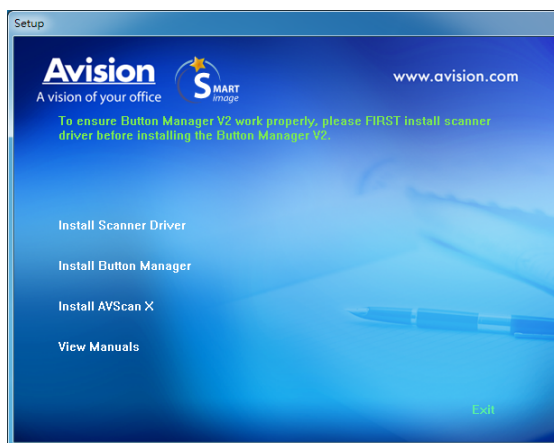 Setup
Avision
A vision of your office
SMART
image
www.avision.com
To ensure Button Manager V2 work properly, please FIRST install scanner
driver before installing the Button Manager V2.
Install Scanner Driver
Install Button Manager
Install AVScan X
View Manuals
Exit